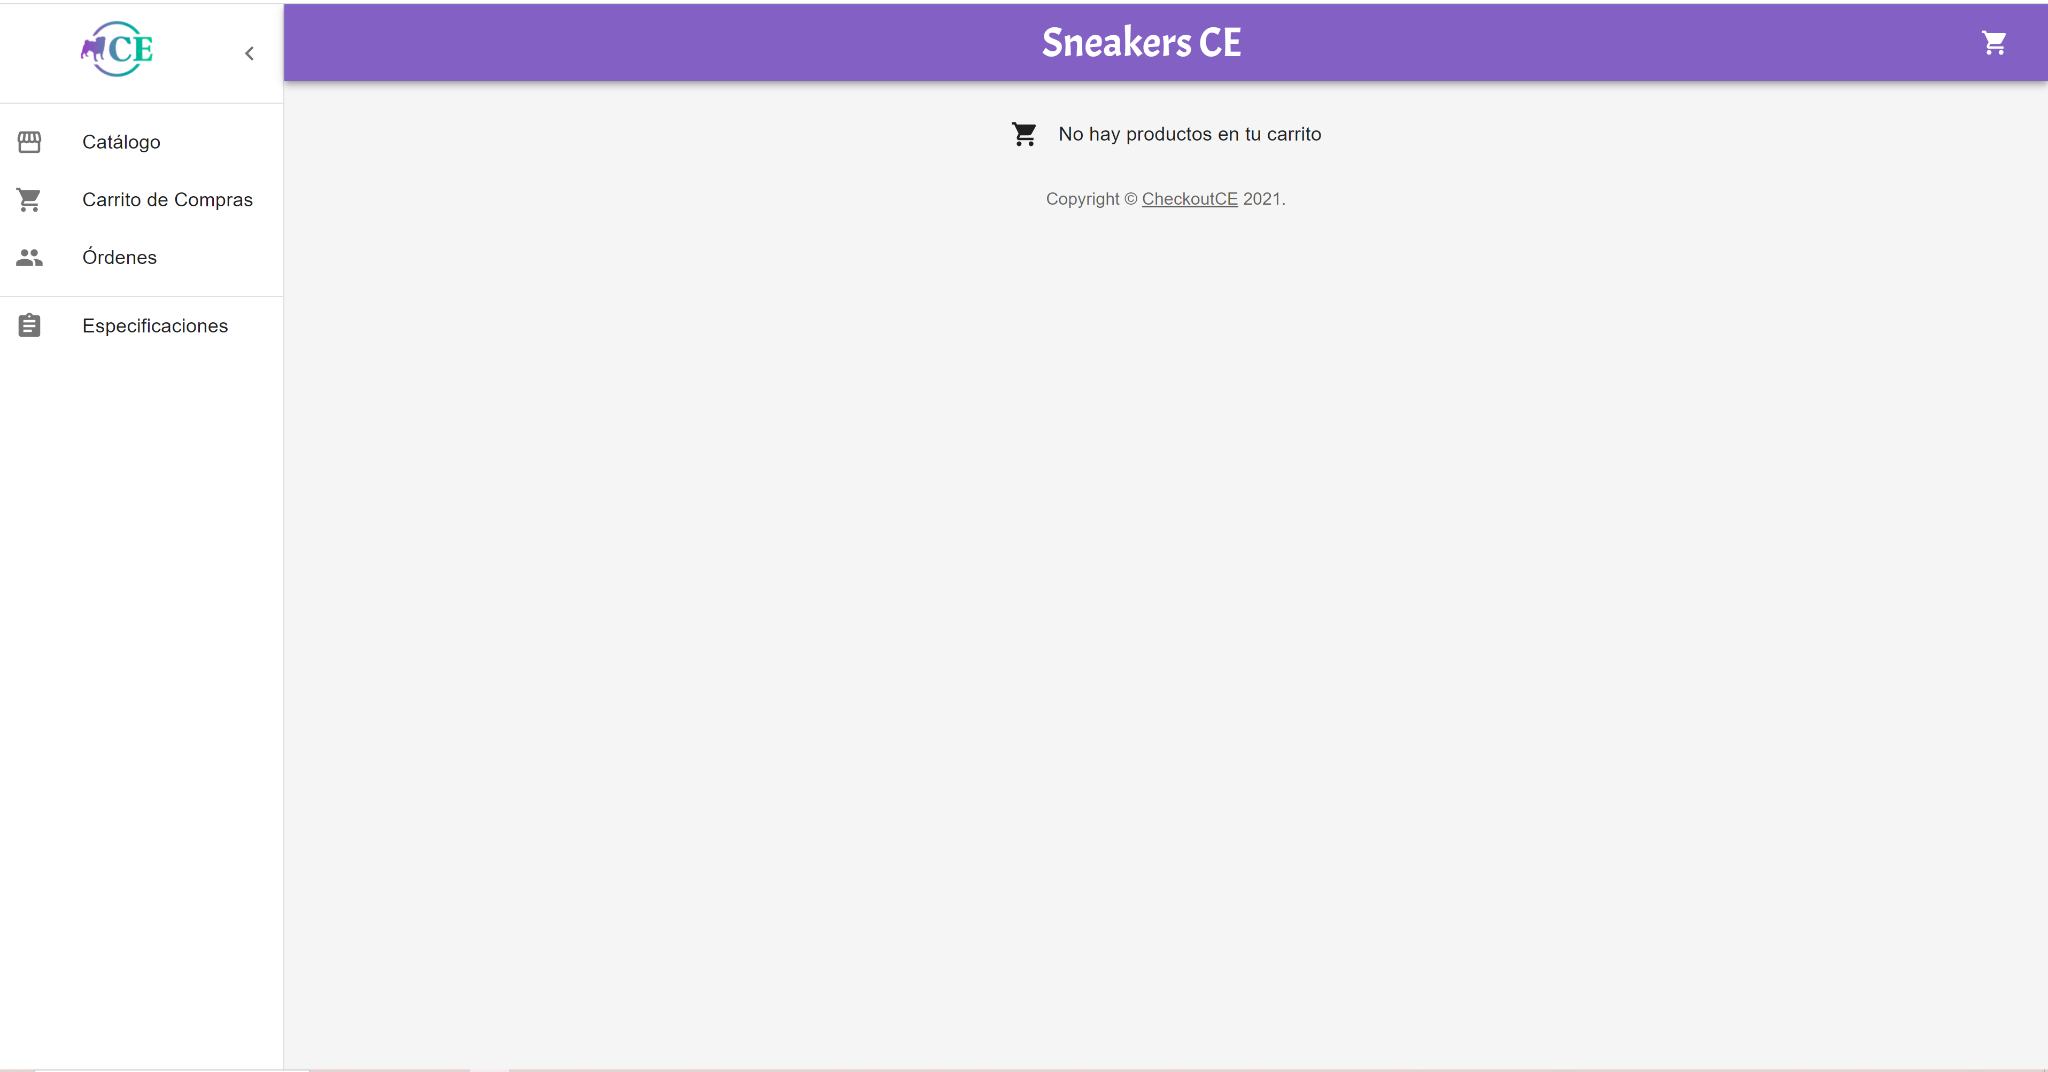 CE
Sneakers CE
Catálogo
Carrito de Compras
Órdenes
Especificaciones
No hay productos en tu carrito
Copyright © CheckoutCE 2021.